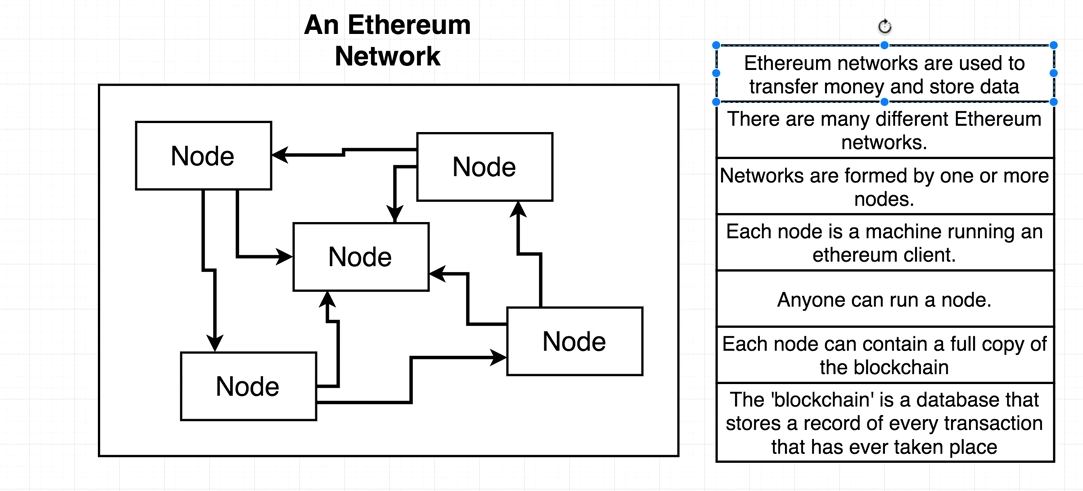 An Ethereum
Network
Node
Node
Node
Node
Node
Ethereum networks are used to
transfer money and store data
There are many different Ethereum
networks.
Networks are formed by one or more
nodes.
Each node is a machine running an
ethereum client.
Anyone can run a node.
Each node can contain a full copy of
the blockchain
The 'blockchain' is a database that
stores a record of every transaction
that has ever taken place